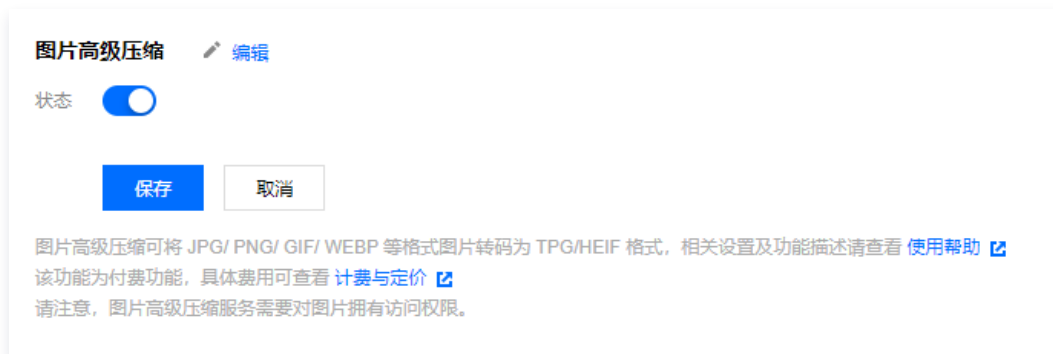 图片高级压缩 编辑
状态
保存 取消
图片高级压缩可将 JPG/ PNG/ GIF/ WEBP 等格式图片转码为 TPG/HEIF 格式，相关设置及功能描述请查看 使用帮助
该功能为付费功能，具体费用可查看 计费与定价
请注意，图片高级压缩服务需要对图片拥有访问权限。